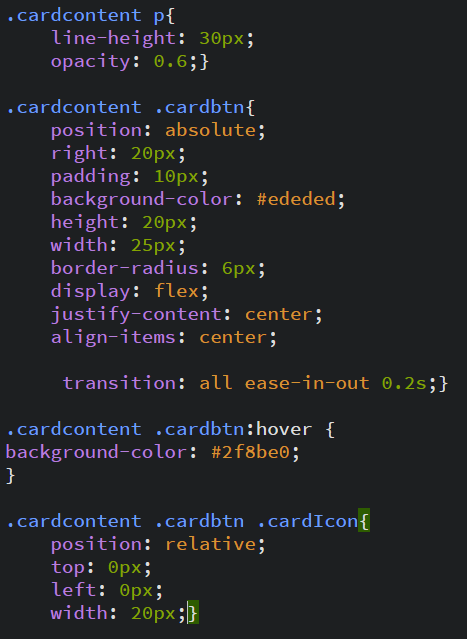 .cardcontent p{
    line-height: 30px;
    opacity: 0.6;}

.cardcontent .cardbtn{
    position: absolute;
    right: 20px;
    padding: 10px;
    background-color: #ededed;
    height: 20px;
    width: 25px;
    border-radius: 6px;
    display: flex;
    justify-content: center;
    align-items: center;

     transition: all ease-in-out 0.2s;}

.cardcontent .cardbtn:hover {
background-color: #2f8be0;
}

.cardcontent .cardbtn .cardIcon{
    position: relative;
    top: 0px;
    left: 0px;
    width: 20px;}